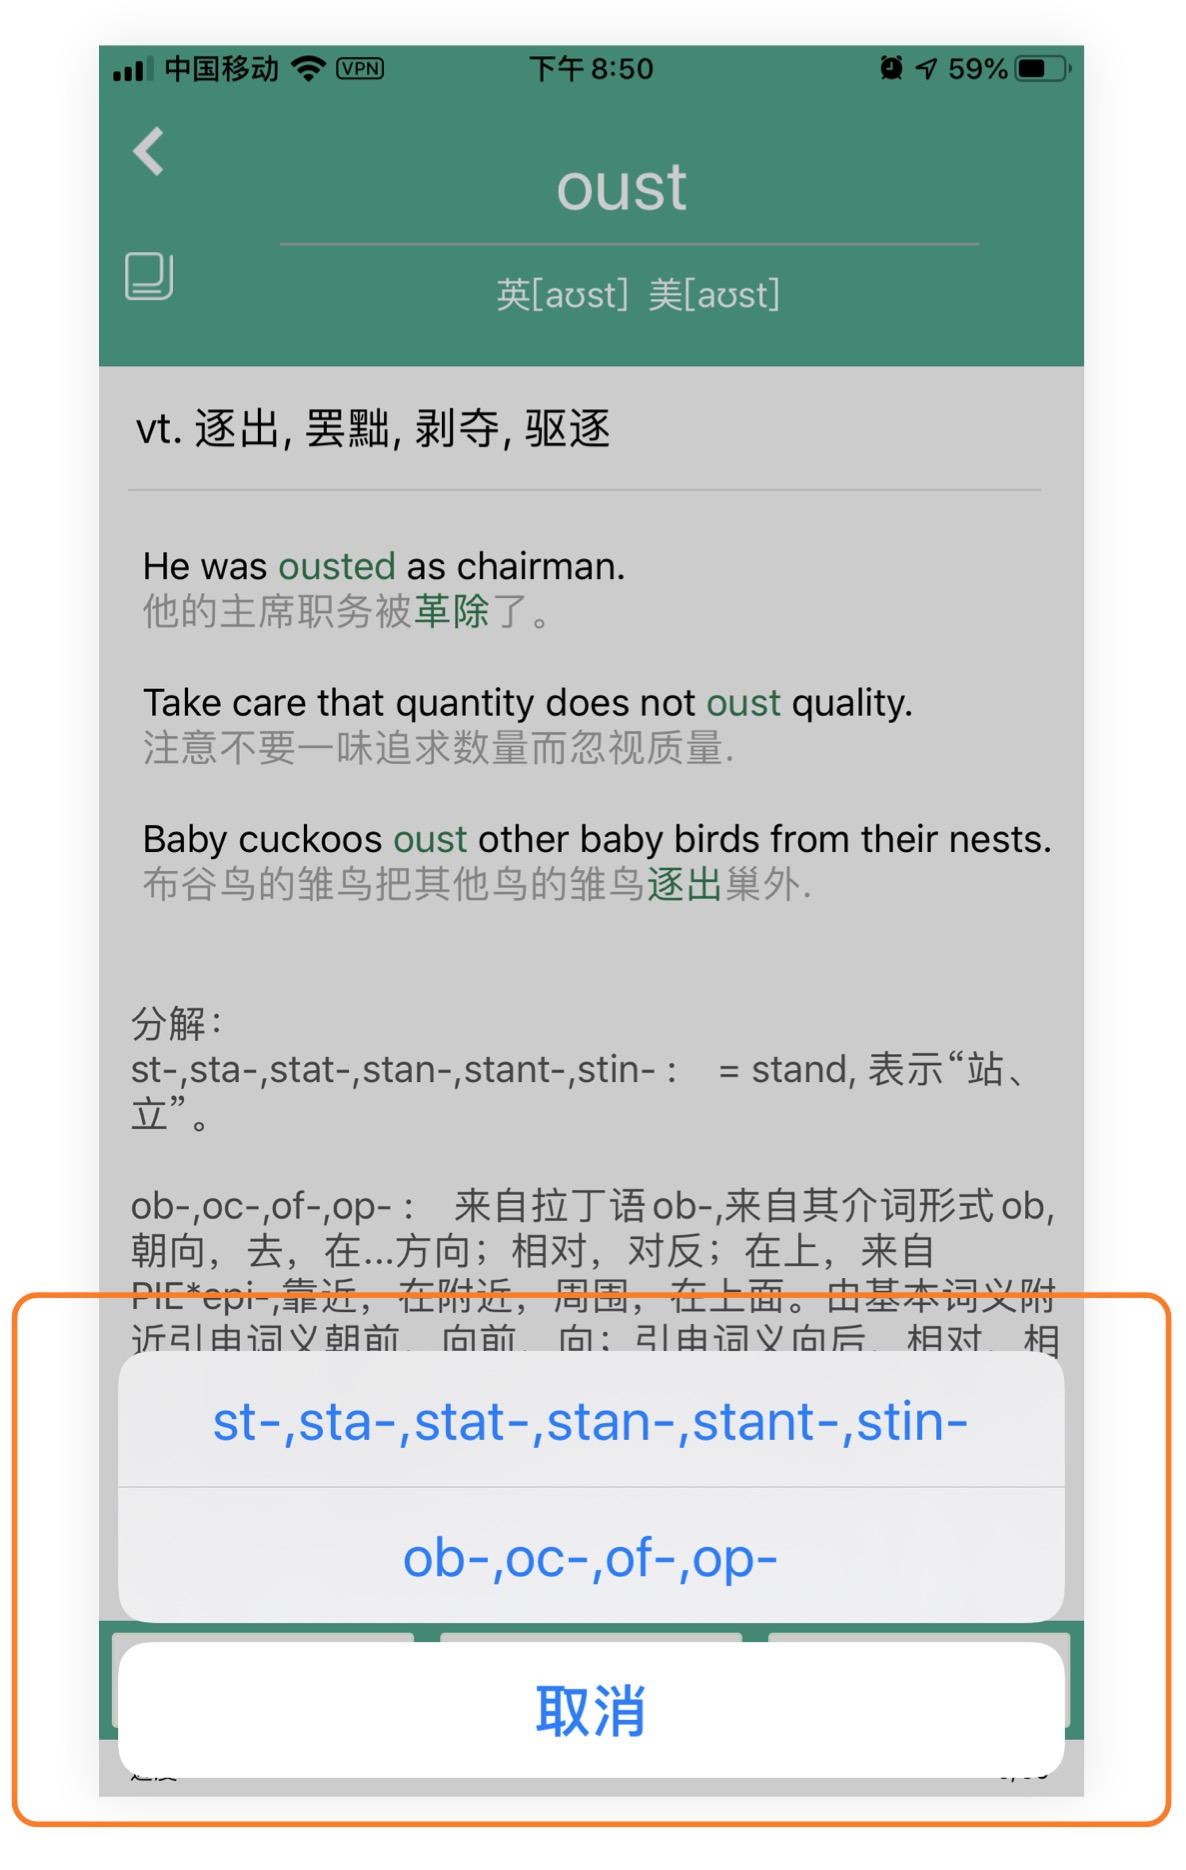 中国移动 VPN 下午8:50 59%
oust
英[aʊst] 美[aʊst]
vt. 逐出, 罢黜, 剥夺, 驱逐
He was ousted as chairman.
他的主席职务被革除了。
Take care that quantity does not oust quality.
注意不要一味追求数量而忽视质量.
Baby cuckoos oust other baby birds from their nests.
布谷鸟的雏鸟把其他鸟的雏鸟逐出巢外.
分解：
st-,sta-,stat-,stan-,stant-,stin-： = stand, 表示“站、
立”。
ob-,oc-,of-,op-： 来自拉丁语ob-,来自其介词形式ob,
朝向，去，在...方向；相对，对反；在上，来自
PIE*epi-,靠近，在附近，周围，在上面。由基本词义附
近引申词义朝前，向前，向；引申词义向后，相对，相
st-,sta-,stat-,stan-,stant-,stin-
ob-,oc-,of-,op-
取消